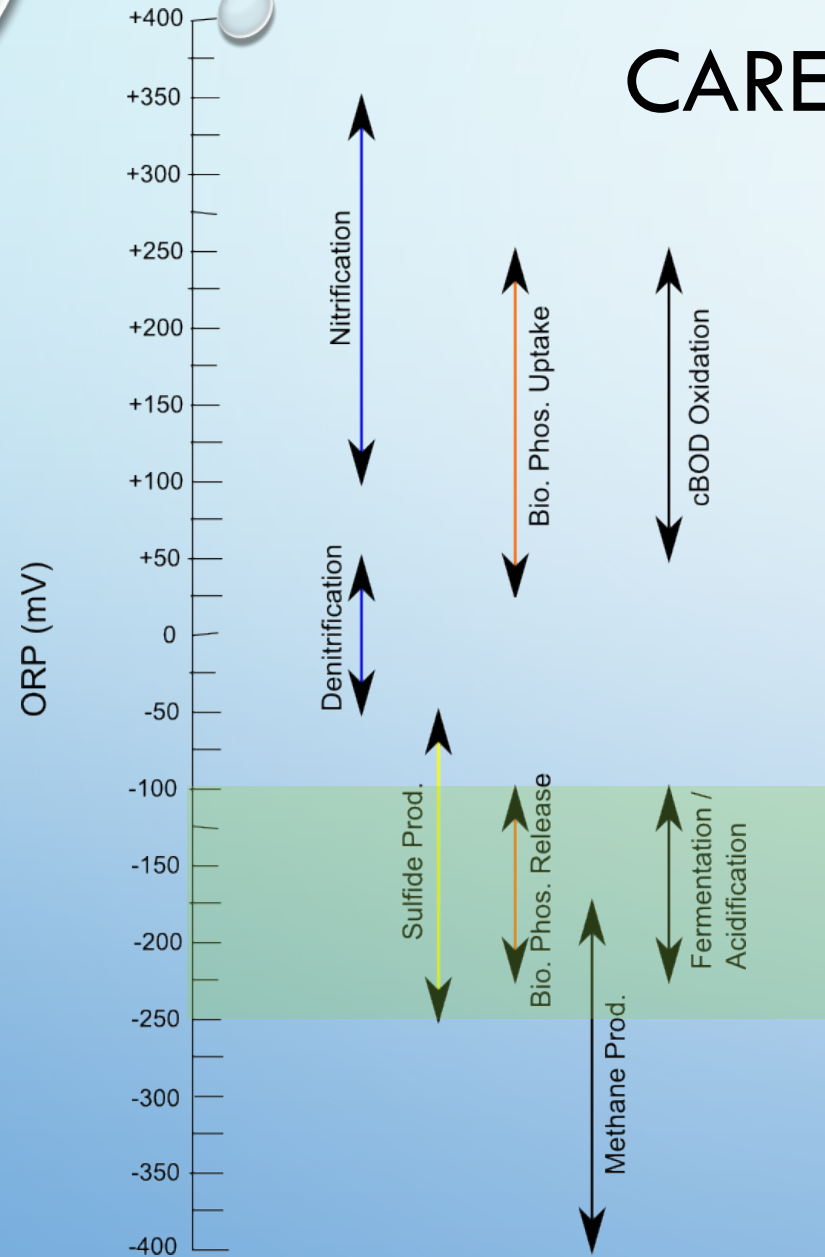 CARE
ORP (mV)
+400
+350
+300
+250
+200
+150
+100
+50
0
-50
-100
-150
-200
-250
-300
-350
-400
Nitrification
Bio. Phos. Uptake
cBOD Oxidation
Denitrification
Sulfide Prod.
Bio. Phos. Release
Fermentation /
Acidification
Methane Prod.